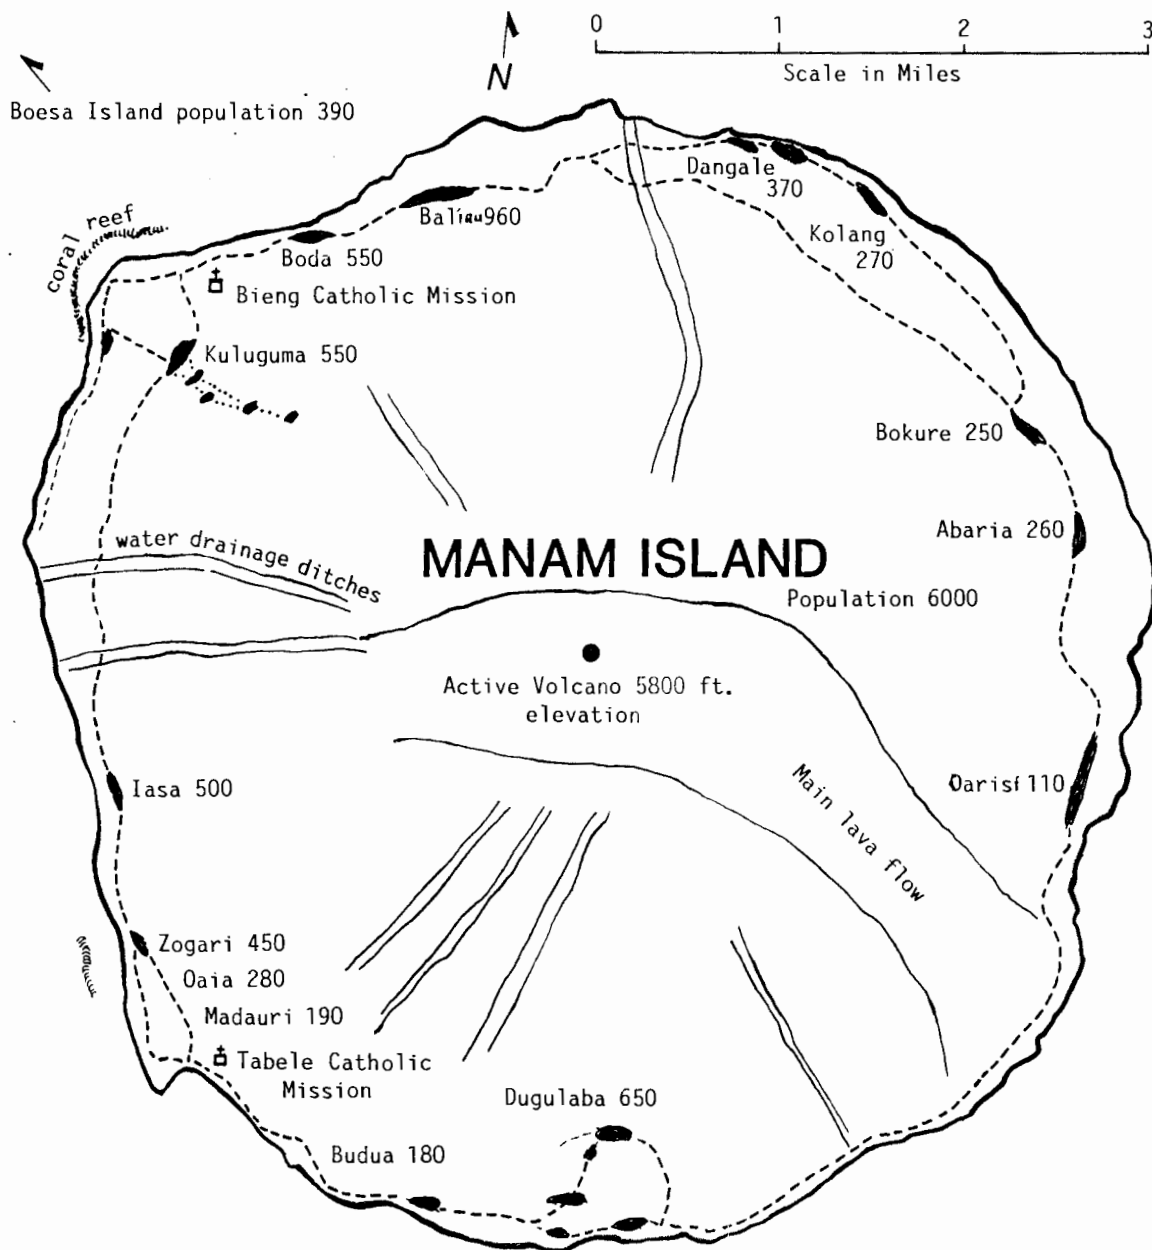 0 1 2 3
Scale in Miles
N
Boesa Island population 390
coral reef
Dangale
370
Kolang
270
960
Boda 550
Bieng Catholic Mission
Kuluguma 550
Bokure 250
Abaria 260
water drainage ditches
MANAM ISLAND
Population 6000
Active Volcano 5800 ft.
elevation
Iasa 500
Main lava flow
110
Zogari 450
Oaia 280
Madauri 190
Tabele Catholic
Mission
Dugulaba 650
Budua 180